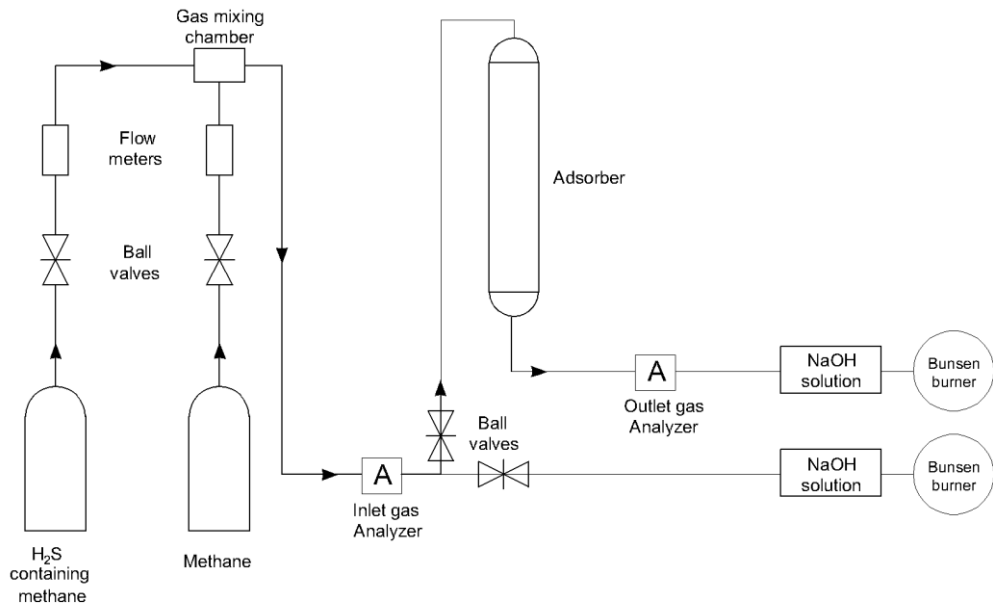 Gas mixing
chamber
Flow
meters
Ball
valves
H₂S
containing
methane
Methane
Adsorber
A
Inlet gas
Analyzer
Ball
valves
A
Outlet gas
Analyzer
NaOH
solution
Bunsen
burner
NaOH
solution
Bunsen
burner